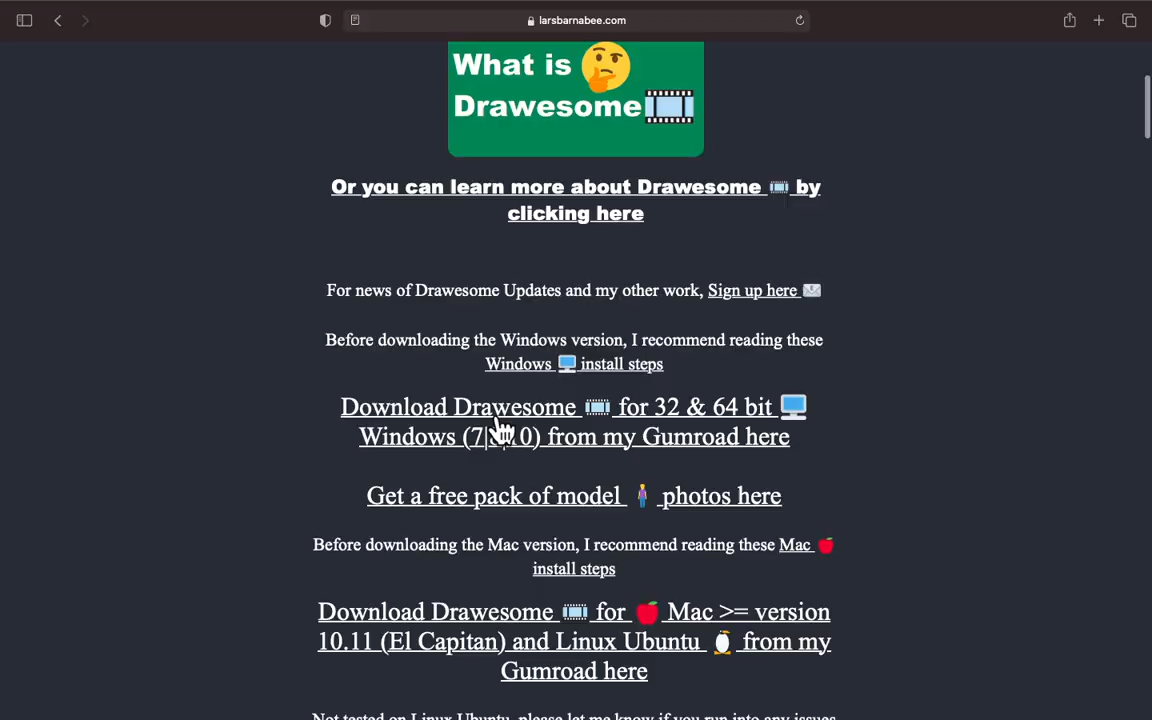 larsbarnabee.com
What is
Drawesome
Or you can learn more about Drawesome by
clicking here
For news of Drawesome Updates and my other work, Sign up here
Before downloading the Windows version, I recommend reading these
Windows install steps
Download Drawesome for 32 & 64 bit
Windows (7| 10) from my Gumroad here
Get a free pack of model photos here
Before downloading the Mac version, I recommend reading these Mac
install steps
Download Drawesome for Mac >= version
10.11 (El Capitan) and Linux Ubuntu from my
Gumroad here
Not tested on Linux Ubuntu, please let me know if you run into any issues